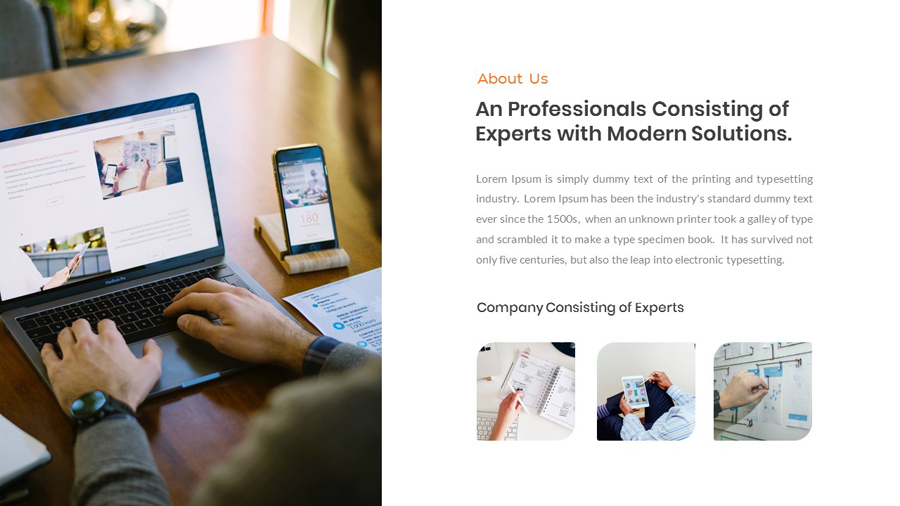 About Us
An Professionals Consisting of
Experts with Modern Solutions.
Lorem Ipsum is simply dummy text of the printing and typesetting
industry. Lorem Ipsum has been the industry's standard dummy text
ever since the 1500s, when an unknown printer took a galley of type
and scrambled it to make a type specimen book. It has survived not
only five centuries, but also the leap into electronic typesetting.
Company Consisting of Experts
180